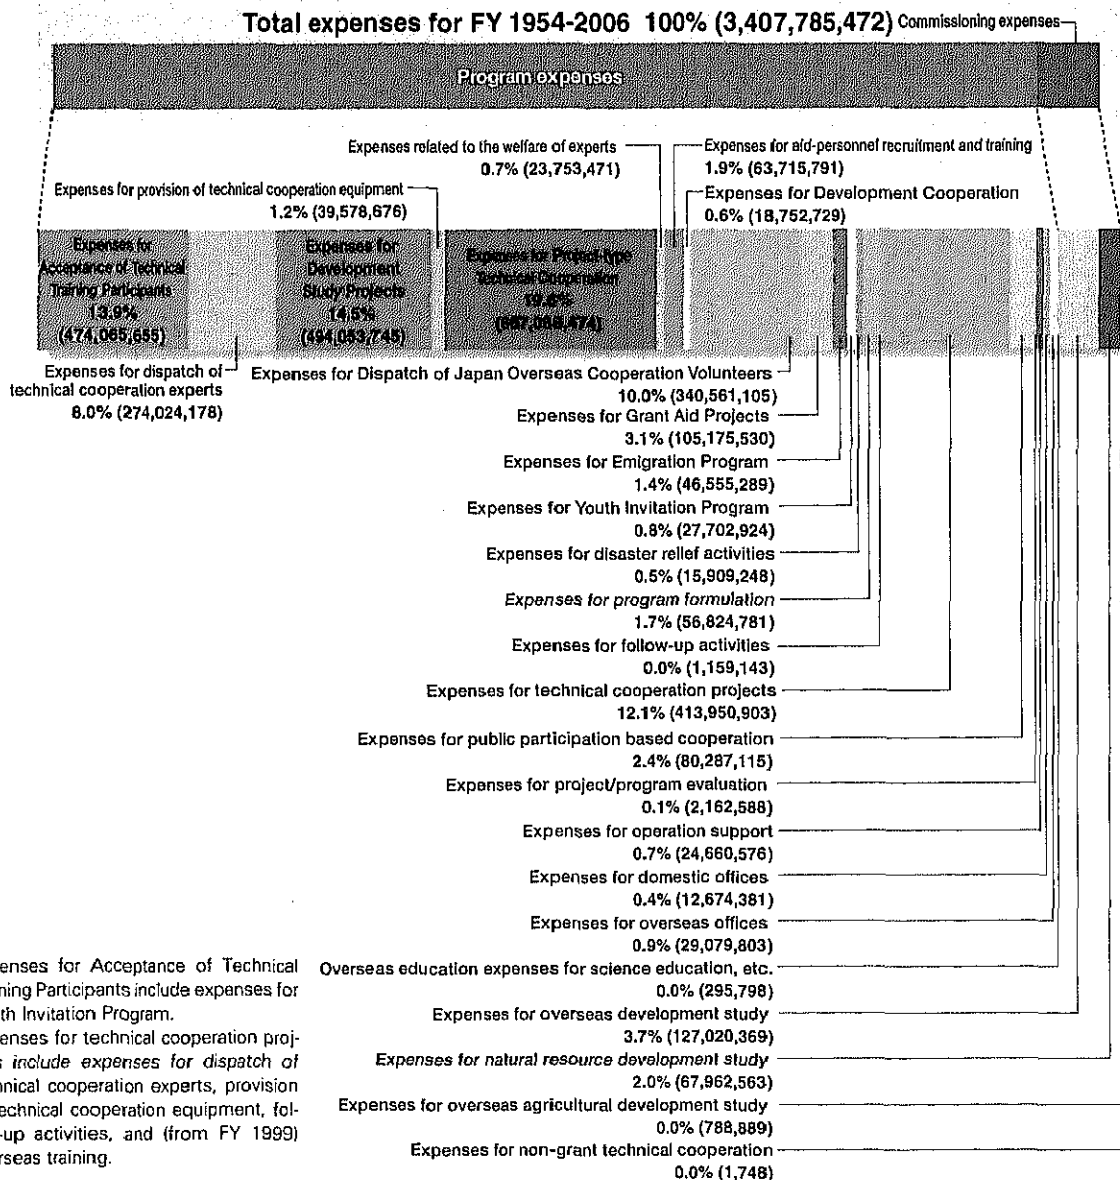 Total expenses for FY 1954-2006 100% (3,407,785,472) Commissioning expenses
Program expenses
Expenses related to the welfare of experts
0.7% (23,753,471)
Expenses for aid-personnel recruitment and training
1.9% (63,715,791)
Expenses for provision of technical cooperation equipment
1.2% (39,578,676)
Expenses for Development Cooperation
0.6% (18,752,729)
Expenses for
Acceptance of Technical
Training Participants
13.9%
(474,065,655)
Expenses for
Development
Study Projects
14.5%
(494,053,745)
Expenses for Project-type
Technical Cooperation
19.6%
Expenses for dispatch of
technical cooperation experts
8.0% (274,024,178)
Expenses for Dispatch of Japan Overseas Cooperation Volunteers
10.0% (340,561,105)
Expenses for Grant Aid Projects
3.1% (105,175,530)
Expenses for Emigration Program
1.4% (46,555,289)
Expenses for Youth Invitation Program
0.8% (27,702,924)
Expenses for disaster relief activities
0.5% (15,909,248)
Expenses for program formulation
1.7% (56,824,781)
Expenses for follow-up activities
0.0% (1,159,143)
Expenses for technical cooperation projects
12.1% (413,950,903)
Expenses for public participation based cooperation
2.4% (80,287,115)
Expenses for project/program evaluation
0.1% (2,162,588)
Expenses for operation support
0.7% (24,660,576)
Expenses for domestic offices
0.4% (12,674,381)
Expenses for overseas offices
0.9% (29,079,803)
Overseas education expenses for science education, etc.
0.0% (295,798)
Expenses for overseas development study
3.7% (127,020,369)
Expenses for natural resource development study
2.0% (67,962,563)
Expenses for overseas agricultural development study
0.0% (788,889)
Expenses for non-grant technical cooperation
0.0% (1,748)
enses for Acceptance of Technical
ning Participants include expenses for
th Invitation Program.
enses for technical cooperation proj-
s include expenses for dispatch of
hnical cooperation experts, provision
technical cooperation equipment, fol-
-up activities, and (from FY 1999)
rseas training.